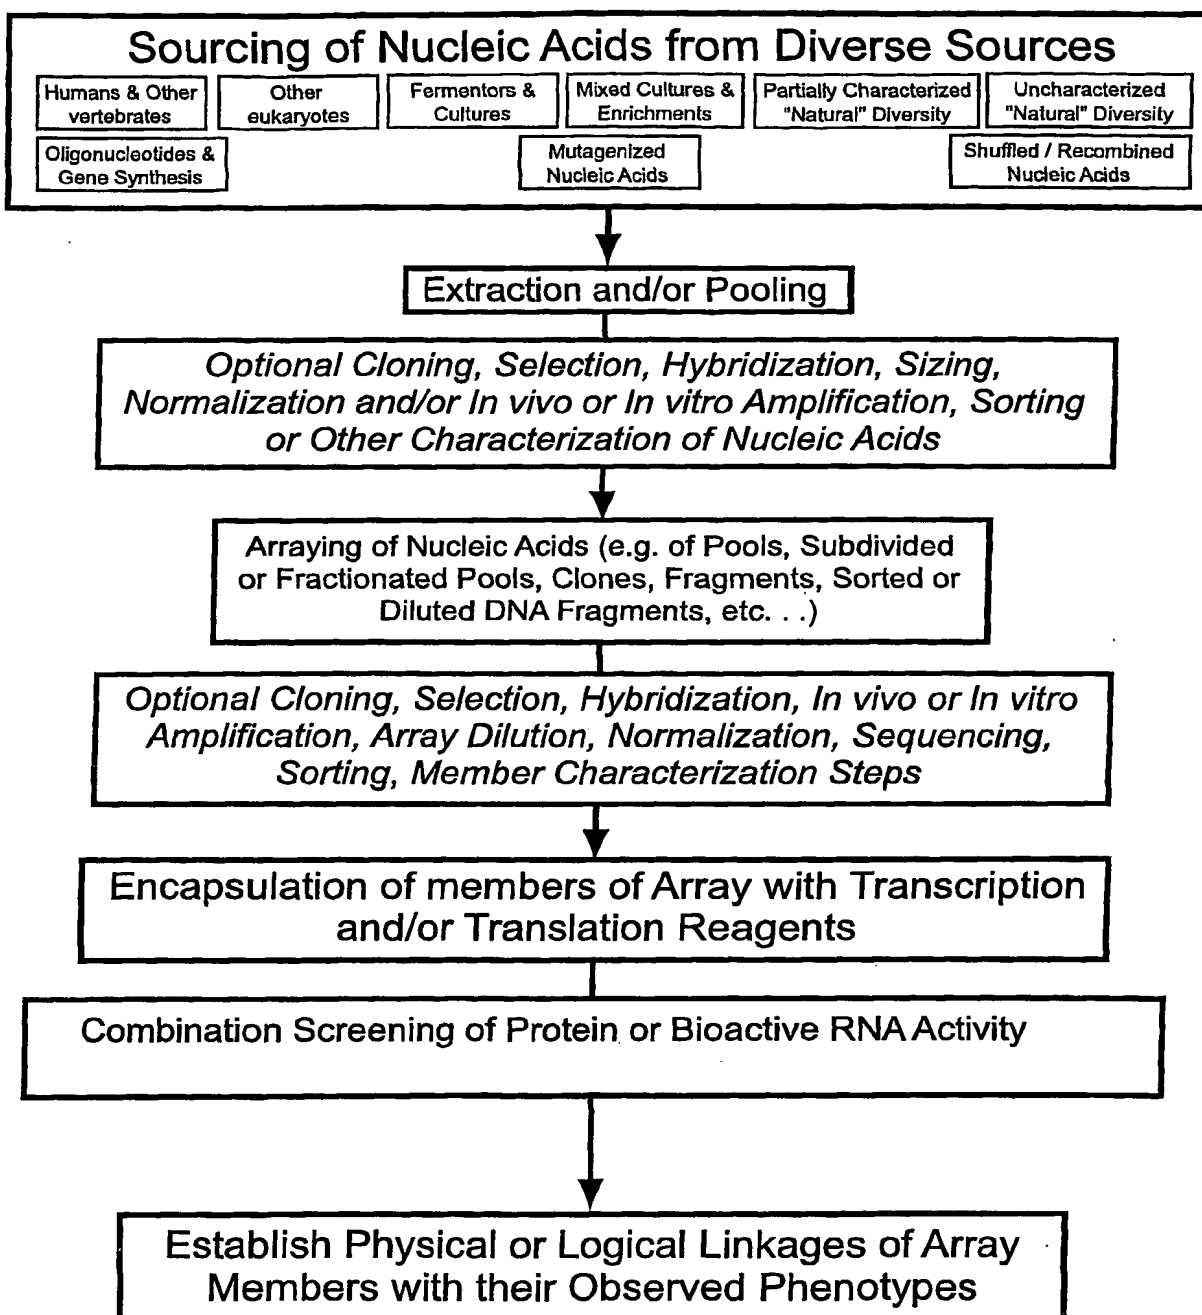 Sourcing of Nucleic Acids from Diverse Sources
Humans & Other
vertebrates
Other
eukaryotes
Fermentors &
Cultures
Mixed Cultures &
Enrichments
Partially Characterized
"Natural" Diversity
Uncharacterized
"Natural" Diversity
Oligonucleotides &
Gene Synthesis
Mutagenized
Nucleic Acids
Shuffled / Recombined
Nucleic Acids
Extraction and/or Pooling
Optional Cloning, Selection, Hybridization, Sizing,
Normalization and/or In vivo or In vitro Amplification, Sorting
or Other Characterization of Nucleic Acids
Arraying of Nucleic Acids (e.g. of Pools, Subdivided
or Fractionated Pools, Clones, Fragments, Sorted or
Diluted DNA Fragments, etc. . .)
Optional Cloning, Selection, Hybridization, In vivo or In vitro
Amplification, Array Dilution, Normalization, Sequencing,
Sorting, Member Characterization Steps
Encapsulation of members of Array with Transcription
and/or Translation Reagents
Combination Screening of Protein or Bioactive RNA Activity
Establish Physical or Logical Linkages of Array
Members with their Observed Phenotypes